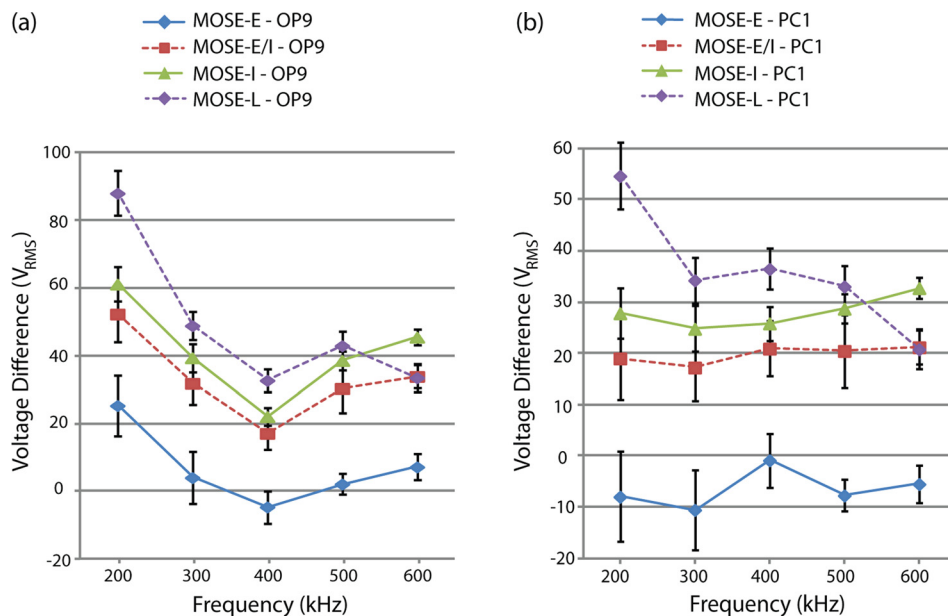 (a)
MOSE-E - OP9
MOSE-E/I - OP9
MOSE-I - OP9
MOSE-L - OP9
Voltage Difference (VRMS)
100
80
60
40
20
0
-20
200 300 400 500 600
Frequency (kHz)
(b)
MOSE-E - PC1
MOSE-E/I - PC1
MOSE-I - PC1
MOSE-L - PC1
Voltage Difference (VRMS)
60
50
40
30
20
10
0
-10
-20
200 300 400 500 600
Frequency (kHz)